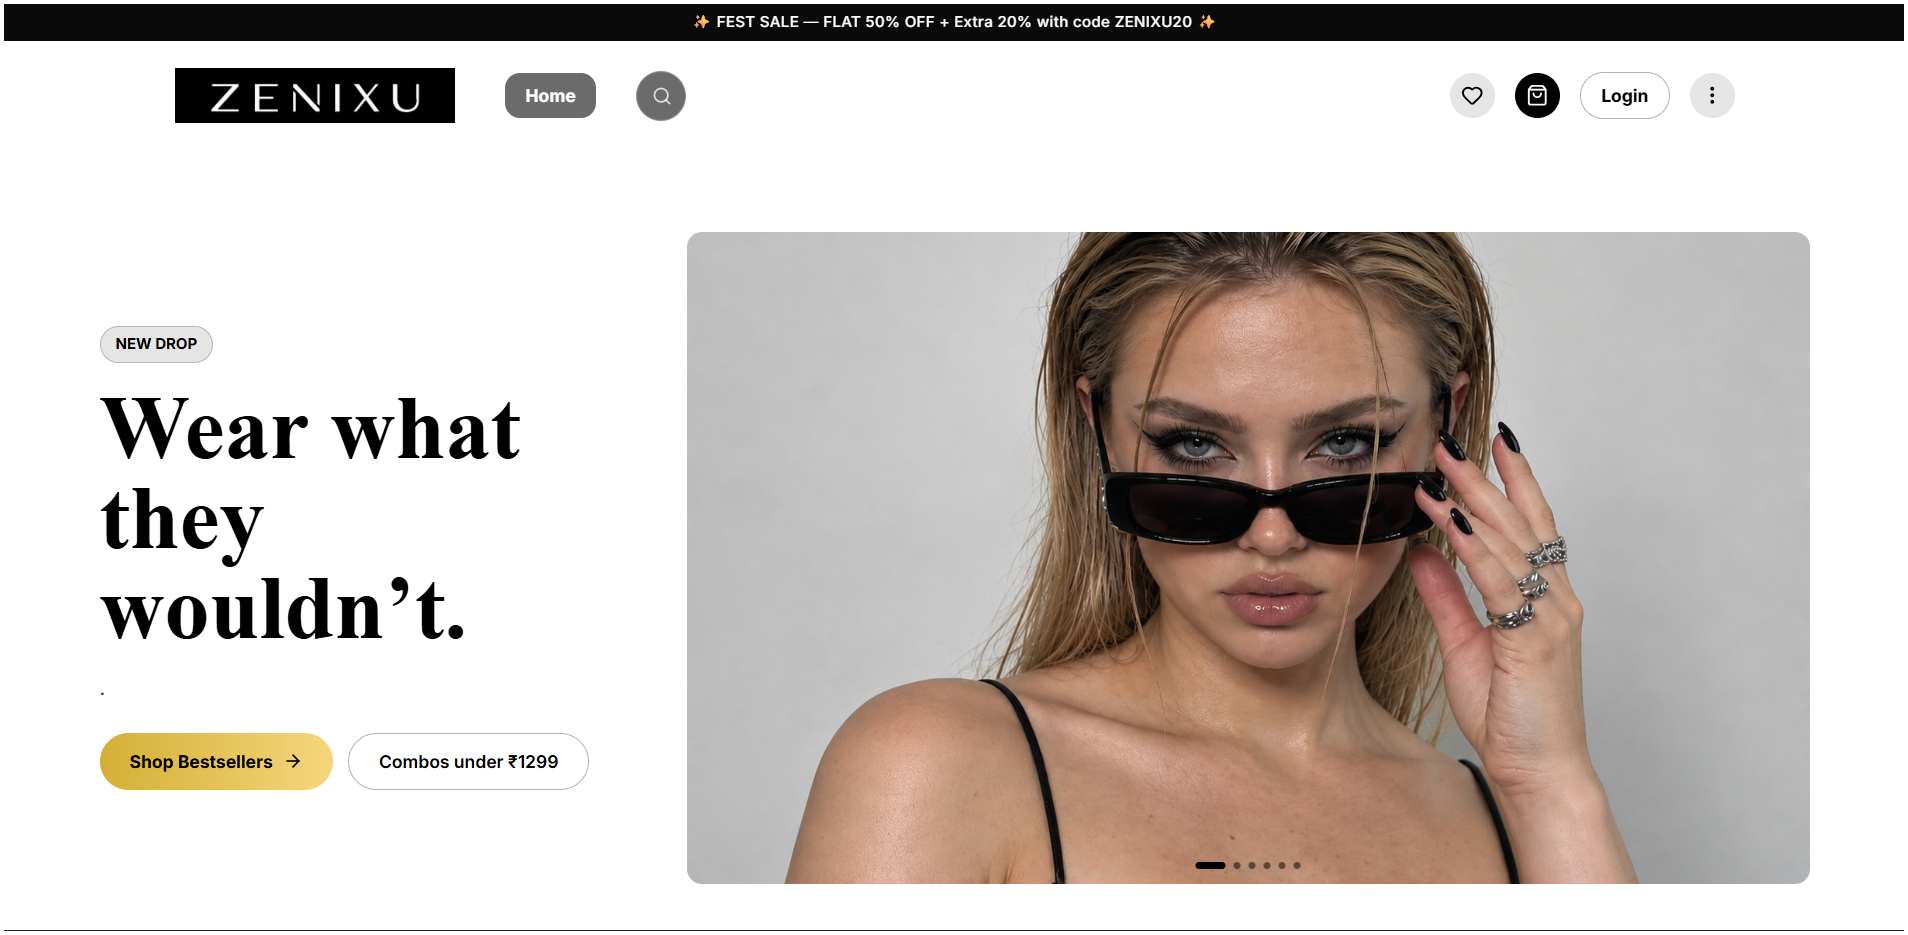 ✨ FEST SALE — FLAT 50% OFF + Extra 20% with code ZENIXU20 ✨
ZENIXU
Home
Login
NEW DROP
Wear what
they
wouldn’t.
.
Shop Bestsellers →
Combos under ₹1299